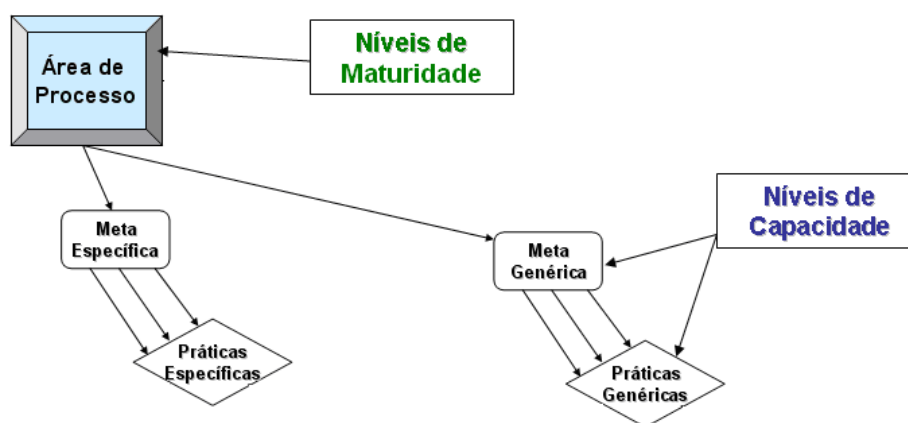 Área de
Processo
Níveis de
Maturidade
Meta
Específica
Meta
Genérica
Níveis de
Capacidade
Práticas
Específicas
Práticas
Genéricas